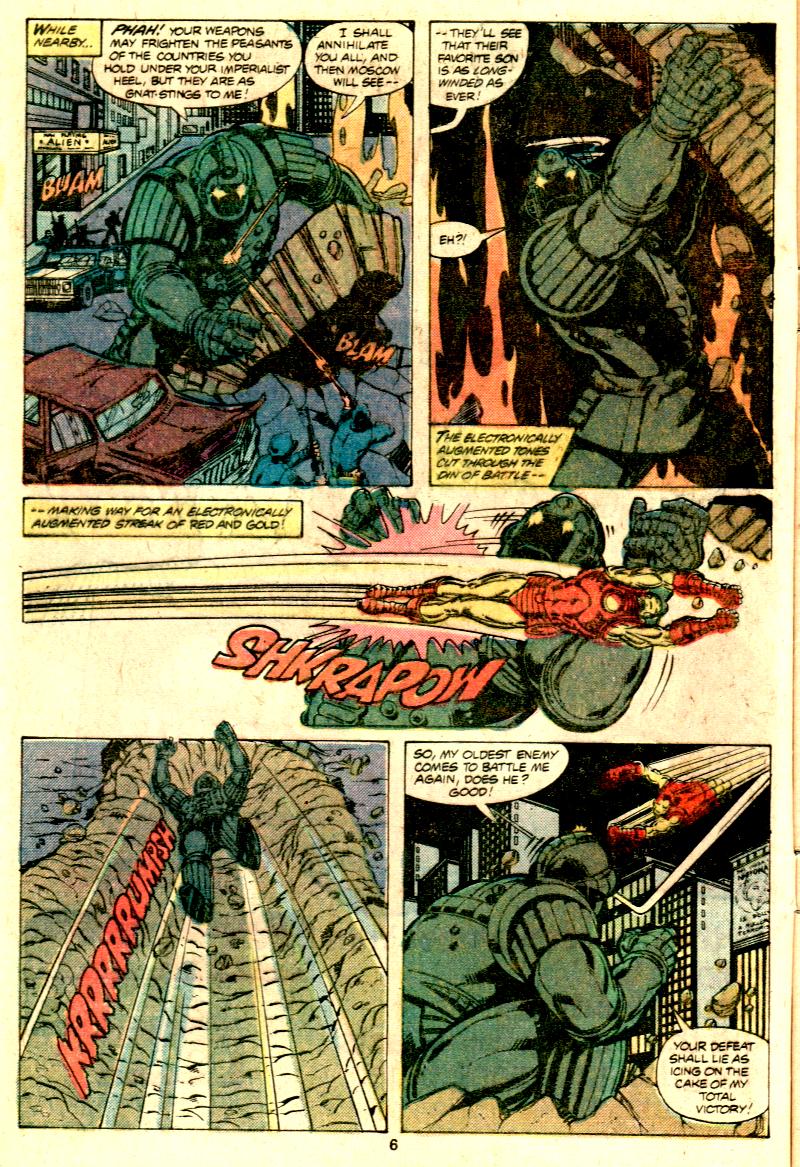 WHILE
NEARBY...
PHAH! YOUR WEAPONS
MAY FRIGHTEN THE PEASANTS
OF THE COUNTRIES YOU
HOLD UNDER YOUR IMPERIALIST
HEEL, BUT THEY ARE AS
GNAT-STINGS TO ME!
I SHALL
ANNIHILATE
YOU ALL, AND
THEN MOSCOW
WILL SEE--
NOW PLAYING
• ALIEN •
BLAM
BLAM
-- THEY'LL SEE
THAT THEIR
FAVORITE SON
IS AS LONG-
WINDED AS
EVER!
EH?!
THE ELECTRONICALLY
AUGMENTED TONES
CUT THROUGH THE
DIN OF BATTLE--
-- MAKING WAY FOR AN ELECTRONICALLY
AUGMENTED STREAK OF RED AND GOLD!
SHKRAPOW
KRRRRRRRUMPSH
SO, MY OLDEST ENEMY
COMES TO BATTLE ME
AGAIN, DOES HE?
GOOD!
YOUR DEFEAT
SHALL LIE AS
ICING ON THE
CAKE OF MY
TOTAL
VICTORY!
6